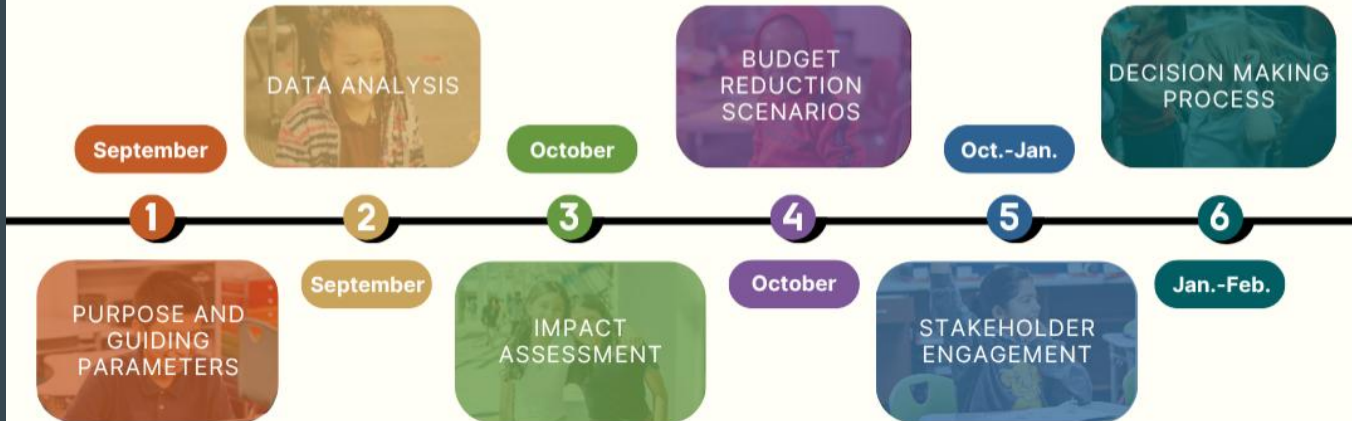 September
1
PURPOSE AND
GUIDING
PARAMETERS
DATA ANALYSIS
2
September
October
3
IMPACT
ASSESSMENT
BUDGET
REDUCTION
SCENARIOS
4
October
Oct.-Jan.
5
STAKEHOLDER
ENGAGEMENT
DECISION MAKING
PROCESS
6
Jan.-Feb.